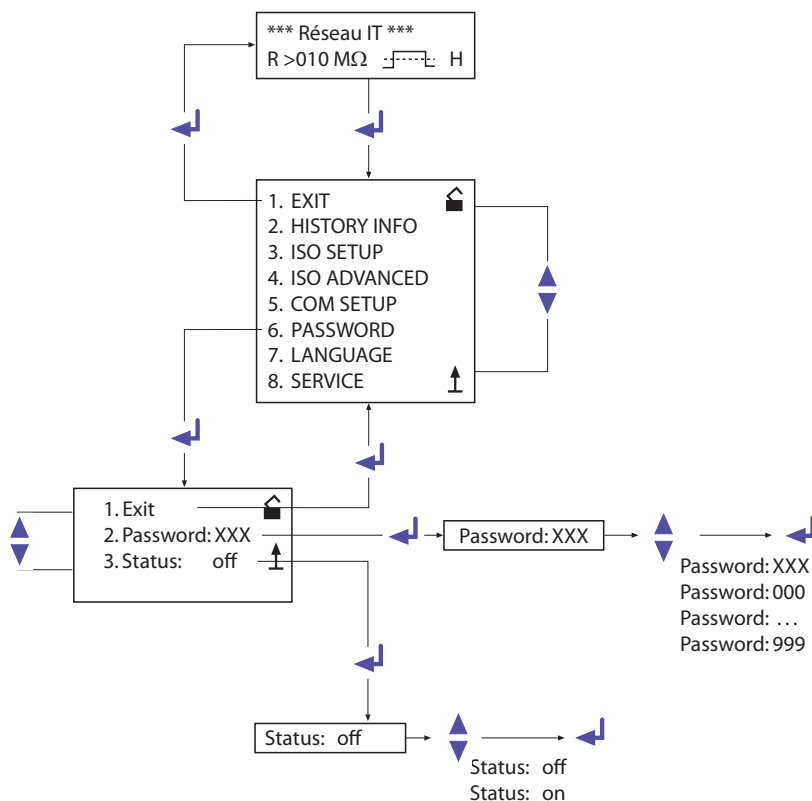 *** Réseau IT ***
R >010 MΩ H
1. EXIT
2. HISTORY INFO
3. ISO SETUP
4. ISO ADVANCED
5. COM SETUP
6. PASSWORD
7. LANGUAGE
8. SERVICE
1. Exit
2. Password: XXX
3. Status: off
Password: XXX
Password: XXX
Password: 000
Password: ...
Password: 999
Status: off
Status: off
Status: on